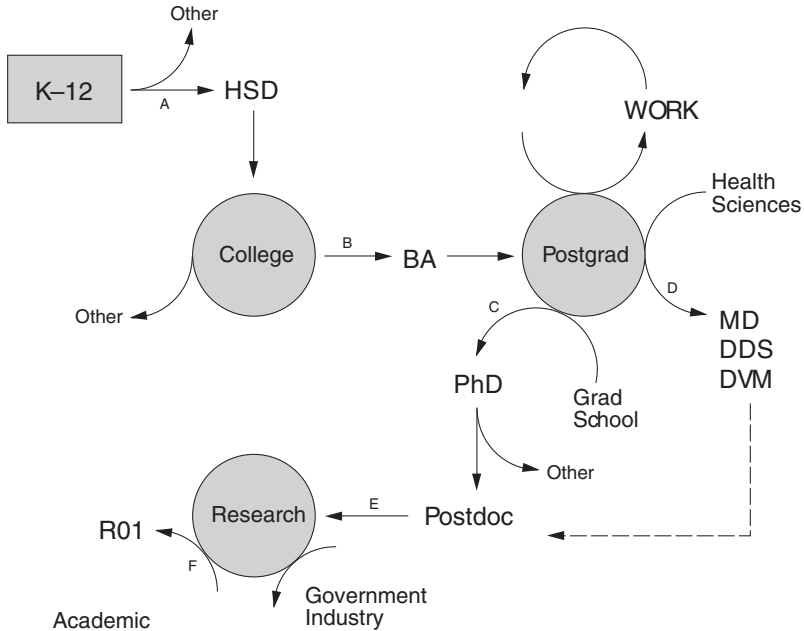 Other
K–12
A
HSD
WORK
Health
Sciences
College
B
BA
Postgrad
D
Other
C
MD
DDS
DVM
PhD
Grad
School
Other
Research
E
Postdoc
R01
F
Government
Industry
Academic